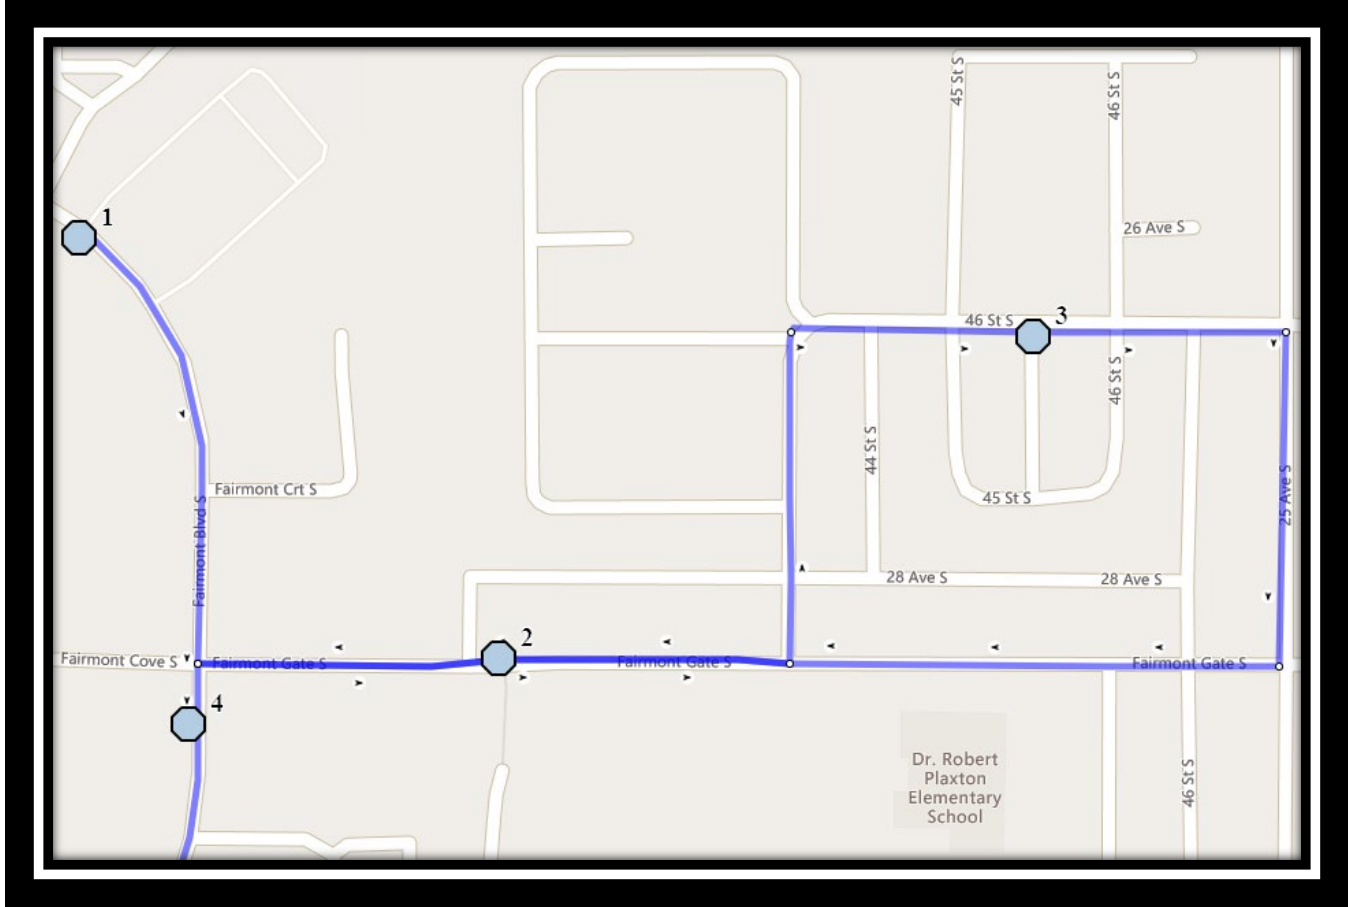 45 St S
46 St S
1
26 Ave S
46 St S
3
46 St S
44 St S
Fairmont Crt S
45 St S
25 Ave S
Fairmont Blvd S
28 Ave S
28 Ave S
2
Fairmont Cove S
Fairmont Gate S
Fairmont Gate S
Fairmont Gate S
4
Dr. Robert
Plaxton
Elementary
School
46 St S